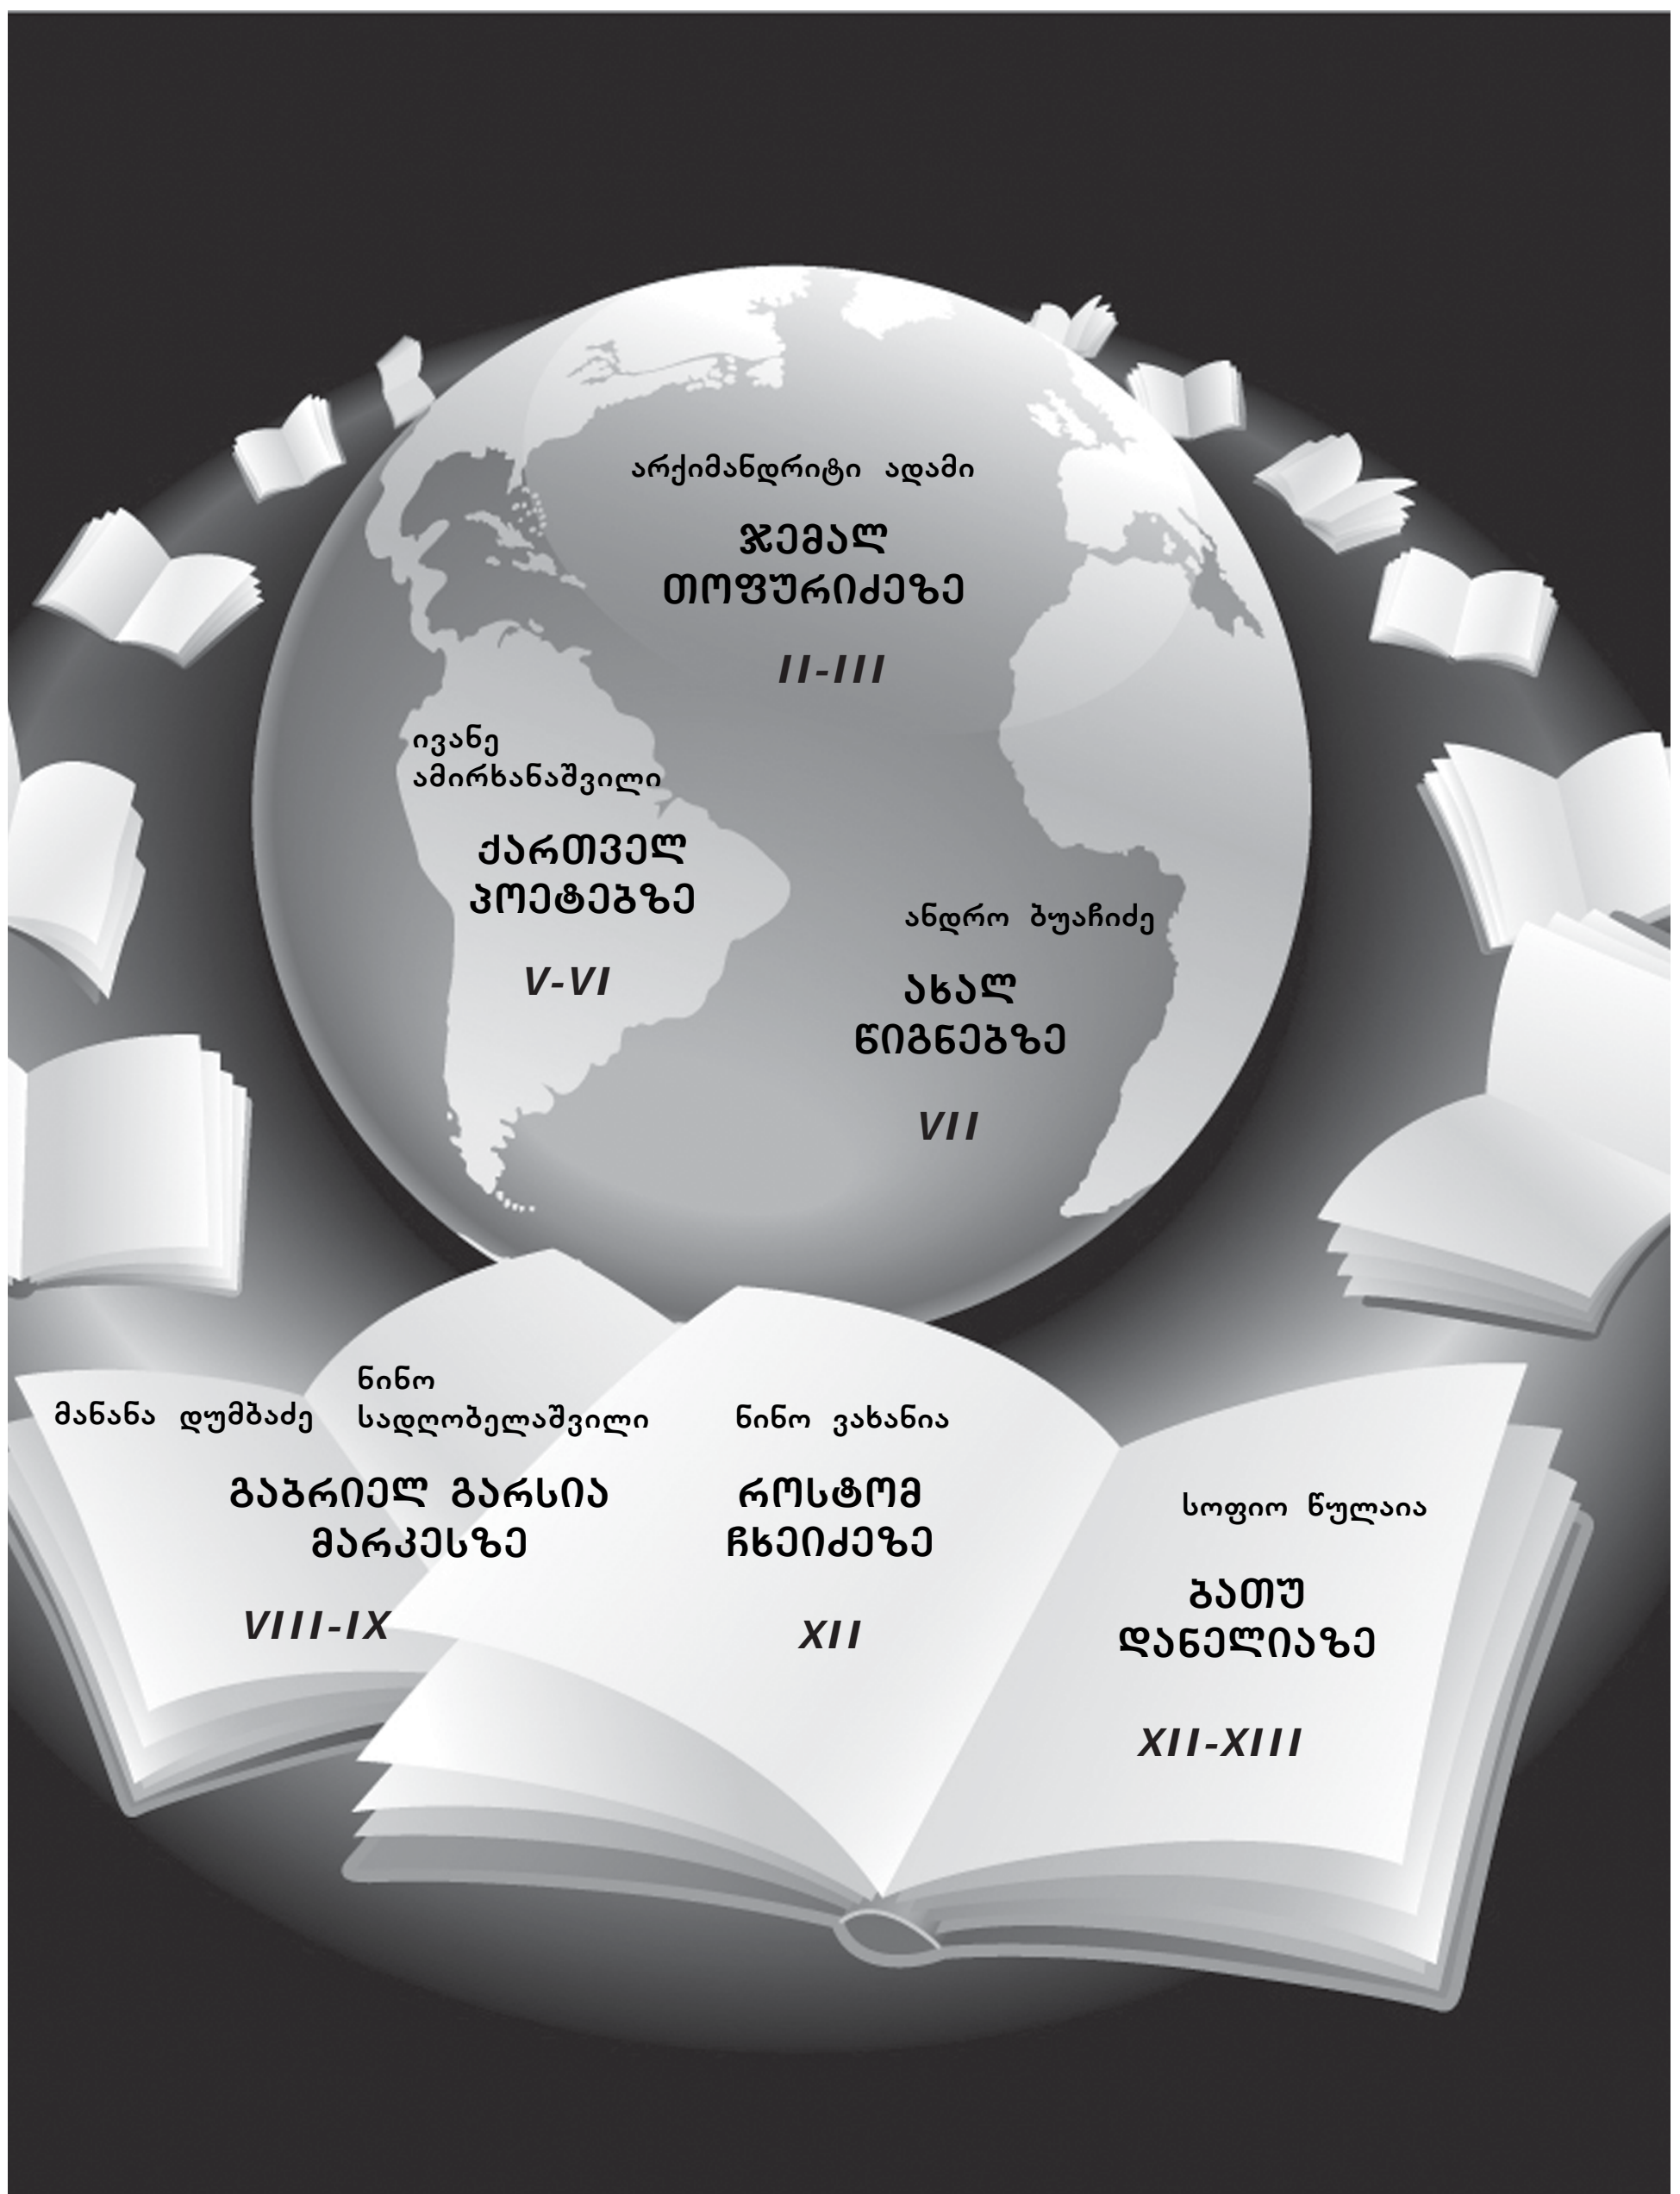 არქიმანდრიტი ადამი
ჯემალ
თოფურიძეზე
II-III
ივანე
ამირხანაშვილი
ქართველ
პოეტებზე
V-VI
ანდრო ბუაჩიძე
ახალ
წიგნებზე
VII
მანანა დუმბაძე
ნინო
სადღობელაშვილი
გაბრიელ გარსია
მარკესზე
VIII-IX
ნინო ვახანია
როსტომ
ჩხეიძეზე
XII
სოფიო წულაია
ბათუ
დანელიაზე
XII-XIII